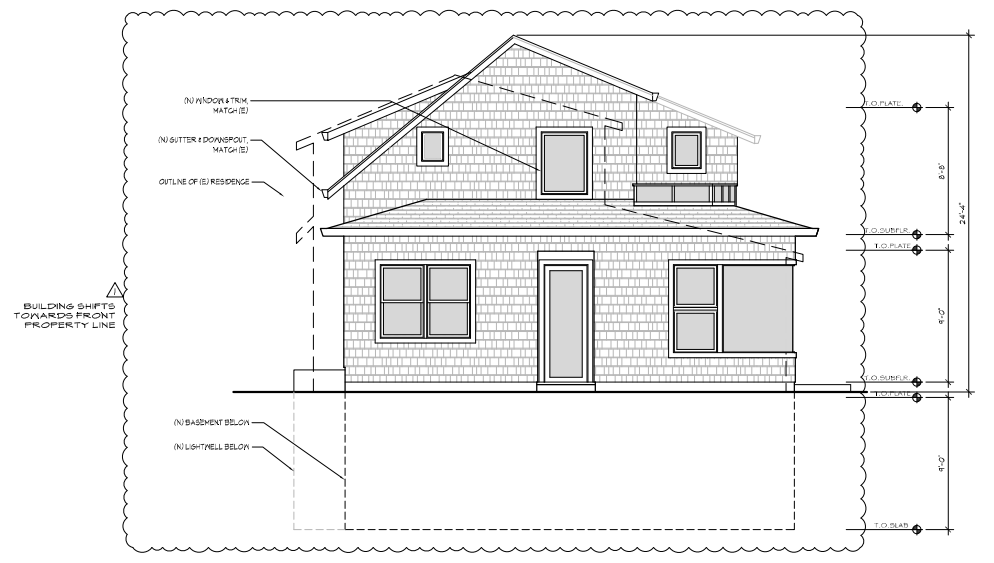 T.O.PLATE.
(N) WINDOW & TRIM,
MATCH (E)
(N) GUTTER & DOWNSPOUT,
MATCH (E)
8'-8"
OUTLINE OF (E) RESIDENCE
24'-4"
T.O.SUBFLR.
T.O.PLATE
1
BUILDING SHIFTS
TOWARDS FRONT
PROPERTY LINE
9'-0"
T.O.SUBFLR.
T.O.PLATE
(N) BASEMENT BELOW
(N) LIGHTWELL BELOW
9'-0"
T.O.SLAB